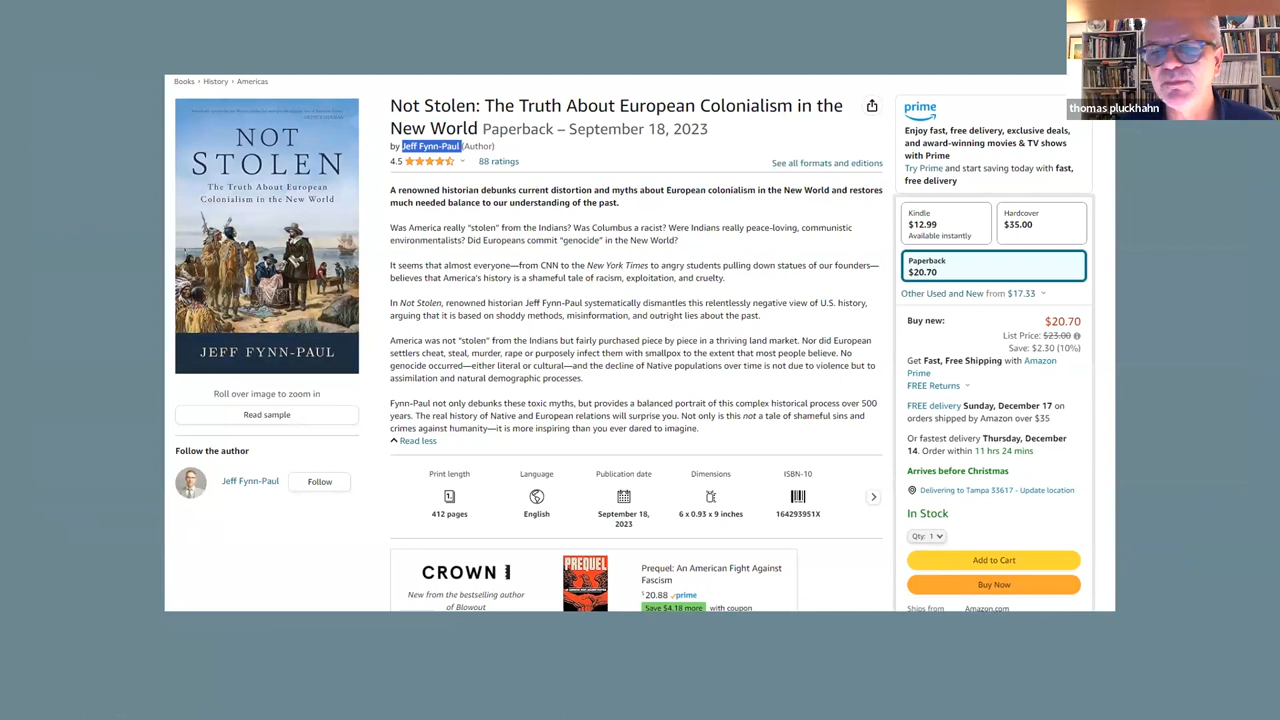 thomas pluckhahn
Books › History › Americas
NOT
STOLEN
The Truth About European
Colonialism in the New World
JEFF FYNN-PAUL
Roll over image to zoom in
Read sample
Follow the author
Jeff Fynn-Paul
Follow
Not Stolen: The Truth About European Colonialism in the
New World Paperback – September 18, 2023
by Jeff Fynn-Paul (Author)
4.5
88 ratings
See all formats and editions
A renowned historian debunks current distortion and myths about European colonialism in the New World and restores
much needed balance to our understanding of the past.
Was America really “stolen” from the Indians? Was Columbus a racist? Were Indians really peace-loving, communistic
environmentalists? Did Europeans commit “genocide” in the New World?
It seems that almost everyone—from CNN to the New York Times to angry students pulling down statues of our founders—
believes that America’s history is a shameful tale of racism, exploitation, and cruelty.
In Not Stolen, renowned historian Jeff Fynn-Paul systematically dismantles this relentlessly negative view of U.S. history,
arguing that it is based on shoddy methods, misinformation, and outright lies about the past.
America was not “stolen” from the Indians but fairly purchased piece by piece in a thriving land market. Nor did European
settlers cheat, steal, murder, rape or purposely infect them with smallpox to the extent that most people believe. No
genocide occurred—either literal or cultural—and the decline of Native populations over time is not due to violence but to
assimilation and natural demographic processes.
Fynn-Paul not only debunks these toxic myths, but provides a balanced portrait of this complex historical process over 500
years. The real history of Native and European relations will surprise you. Not only is this not a tale of shameful sins and
crimes against humanity—it is more inspiring than you ever dared to imagine.
Read less
Print length
412 pages
Language
English
Publication date
September 18,
2023
Dimensions
6 x 0.93 x 9 inches
ISBN-10
164293951X
CROWN
New from the bestselling author
of Blowout
PREQUEL
Prequel: An American Fight Against
Fascism
$20.88 prime
Save $4.18 more with coupon
prime
Enjoy fast, free delivery, exclusive deals,
and award-winning movies & TV shows
with Prime
Try Prime and start saving today with fast,
free delivery
Kindle
$12.99
Available instantly
Hardcover
$35.00
Paperback
$20.70
Other Used and New from $17.33
Buy new:
$20.70
List Price: $23.00
Save: $2.30 (10%)
Get Fast, Free Shipping with Amazon
Prime
FREE Returns
FREE delivery Sunday, December 17 on
orders shipped by Amazon over $35
Or fastest delivery Thursday, December
14. Order within 11 hrs 24 mins
Arrives before Christmas
Delivering to Tampa 33617 - Update location
In Stock
Qty: 1
Add to Cart
Buy Now
Ships from Amazon.com